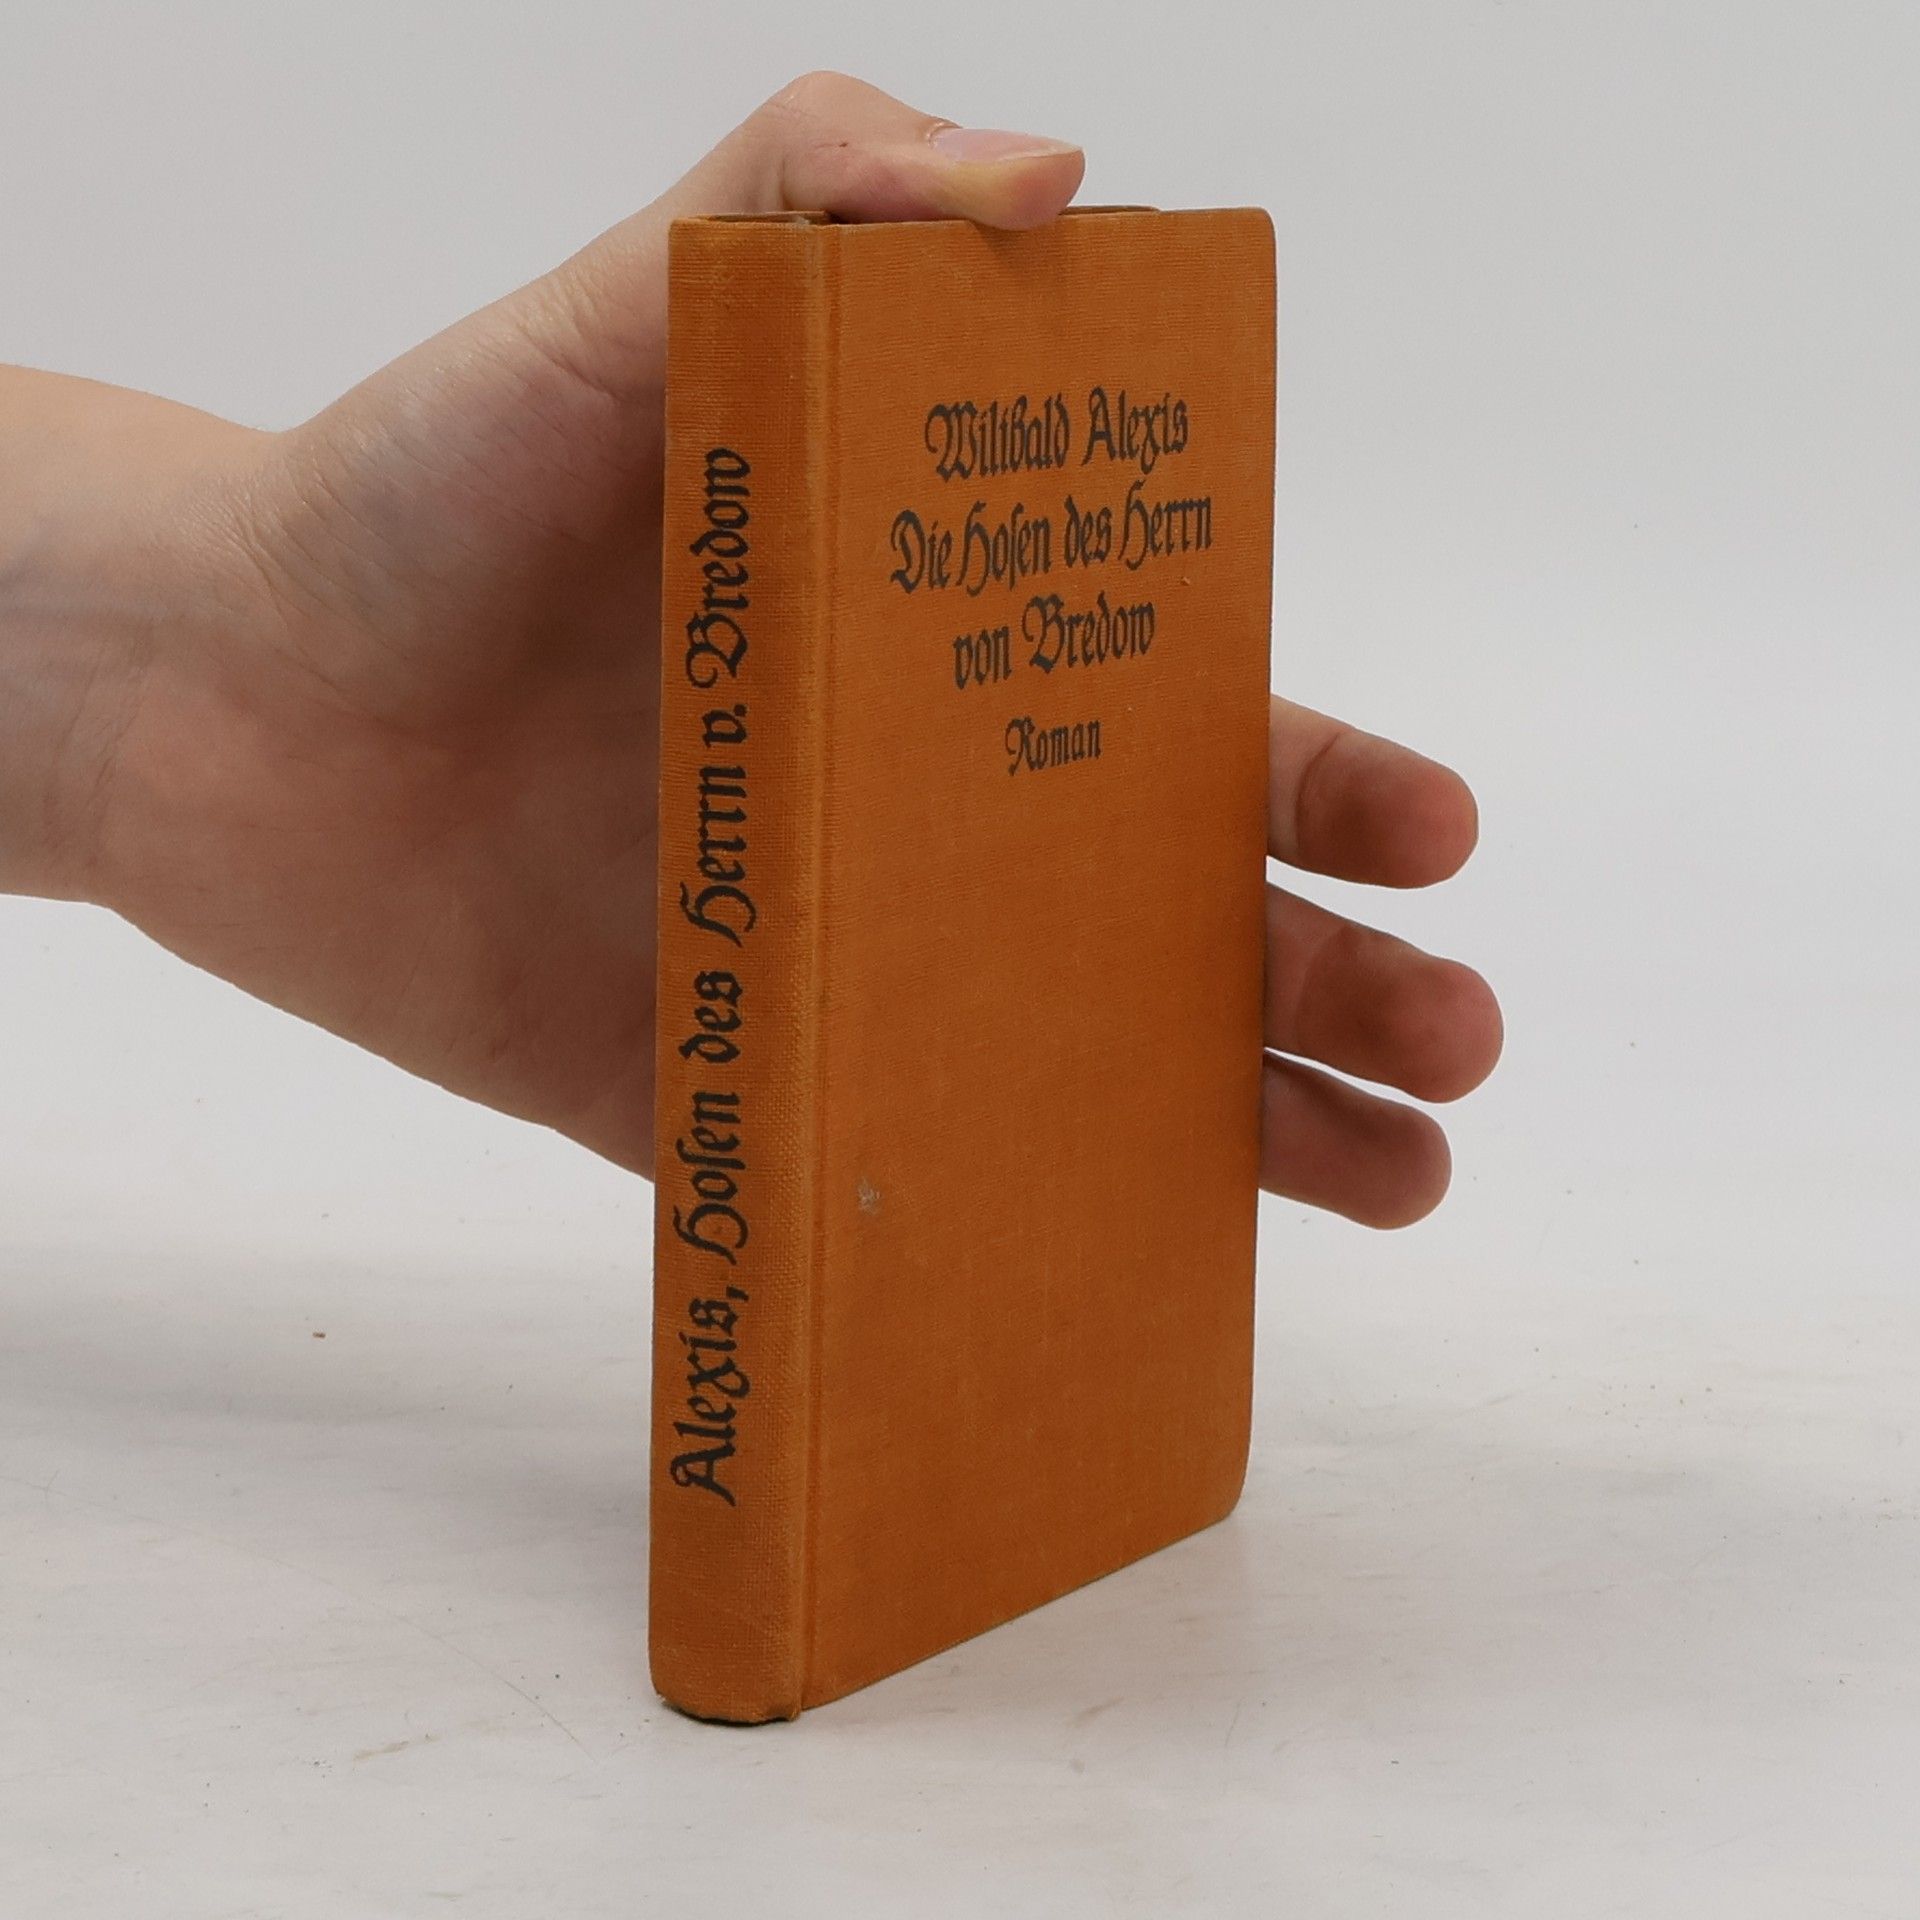 Wilibald Alexis
Die Hoſen des Herrn
von Bredow
Roman
Alexis, Hoſen des Herrn v. Bredow